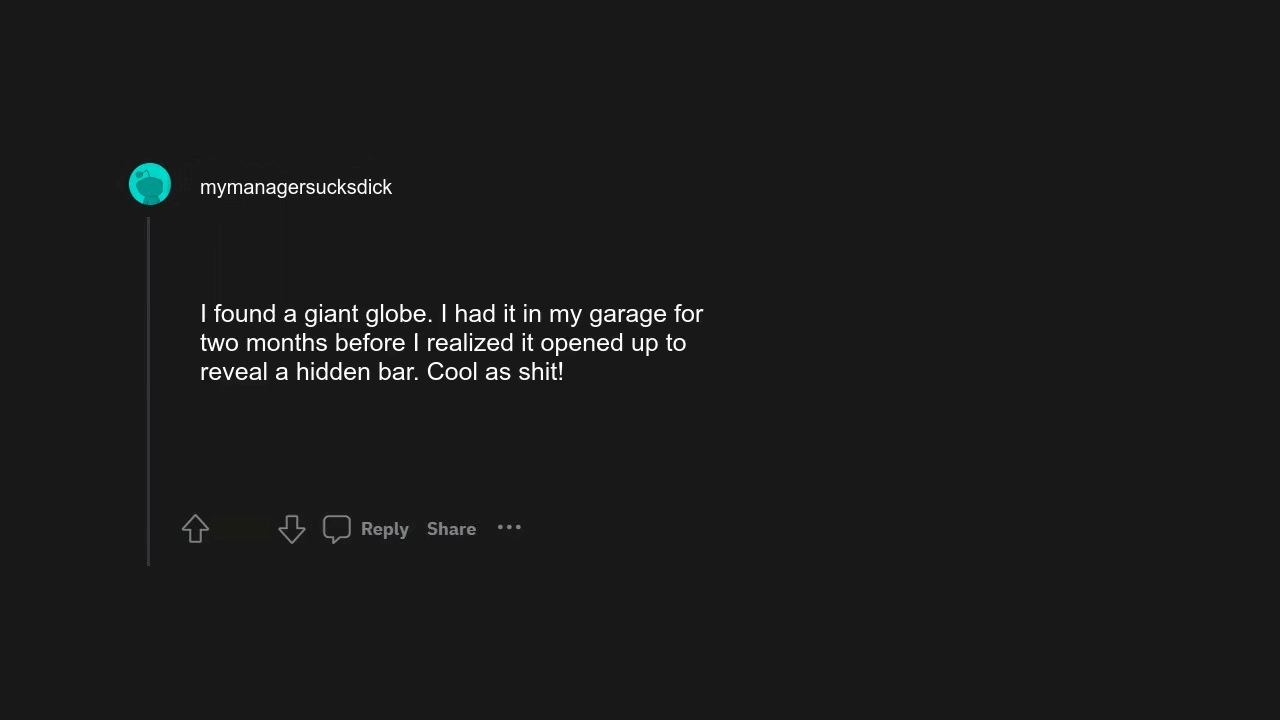 mymanagersucksdick
I found a giant globe. I had it in my garage for
two months before I realized it opened up to
reveal a hidden bar. Cool as shit!
Reply Share